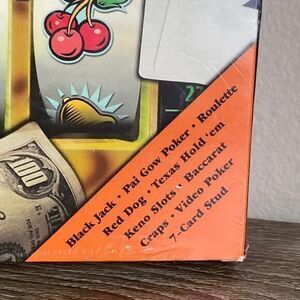 27
100
Black Jack • Pai Gow Poker • Roulette
Red Dog • Texas Hold 'em
Keno Slots • Baccarat
Craps • Video Poker
7-Card Stud